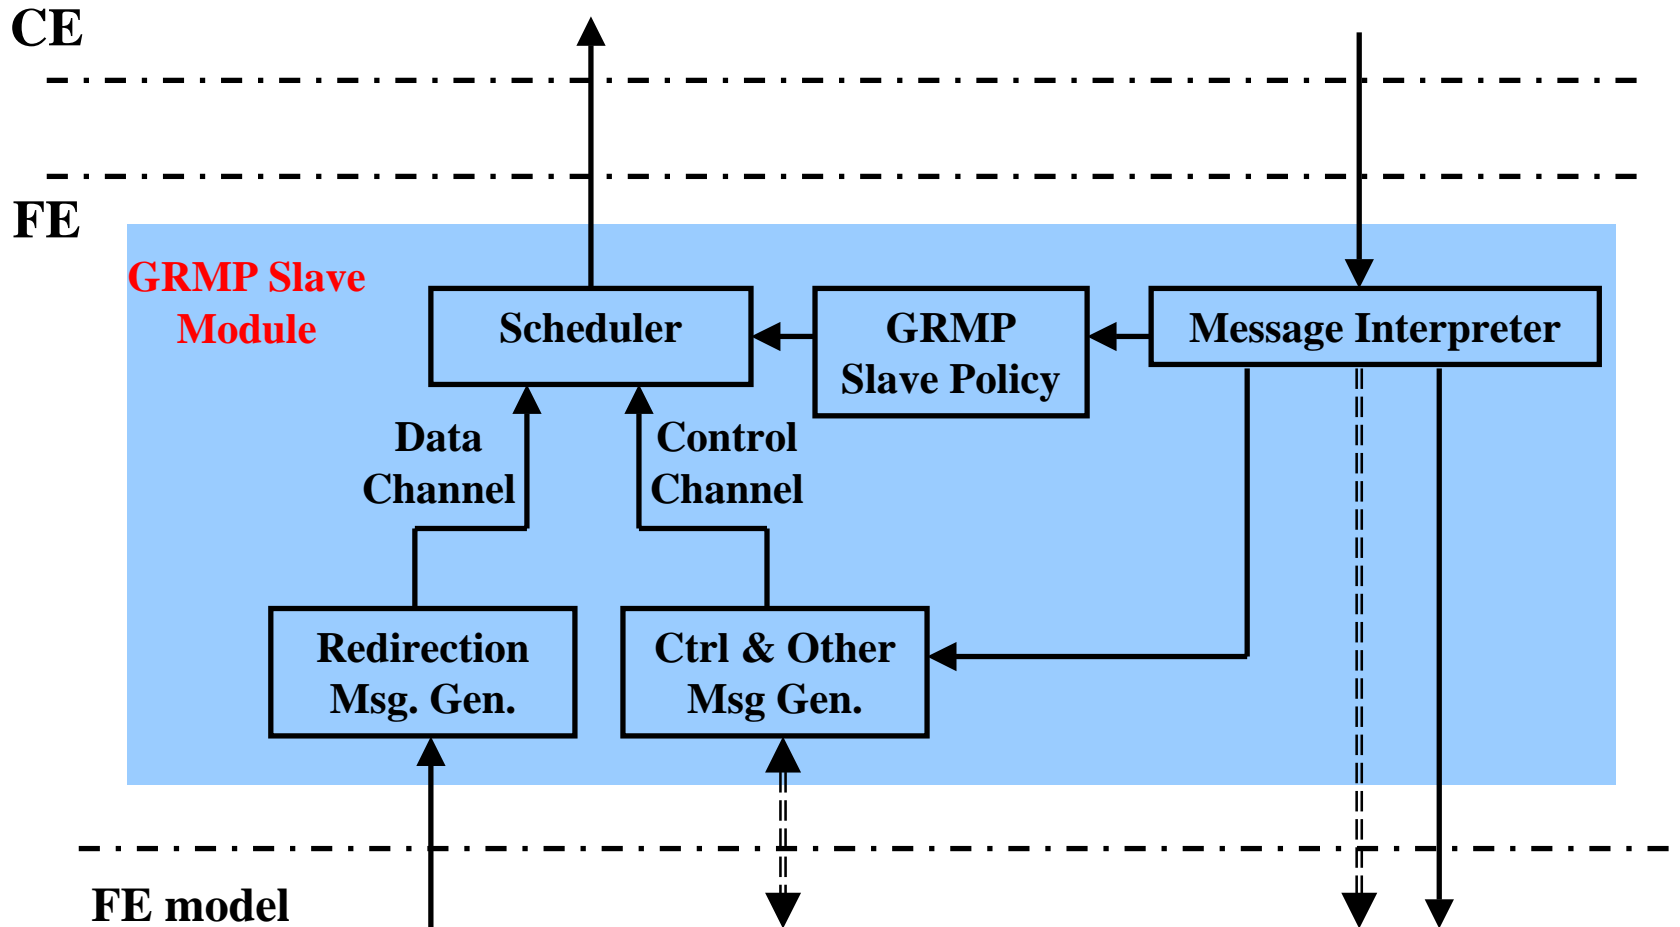 CE
FE
GRMP Slave
Module
Scheduler
GRMP
Slave Policy
Message Interpreter
Data
Channel
Control
Channel
Redirection
Msg. Gen.
Ctrl & Other
Msg Gen.
FE model